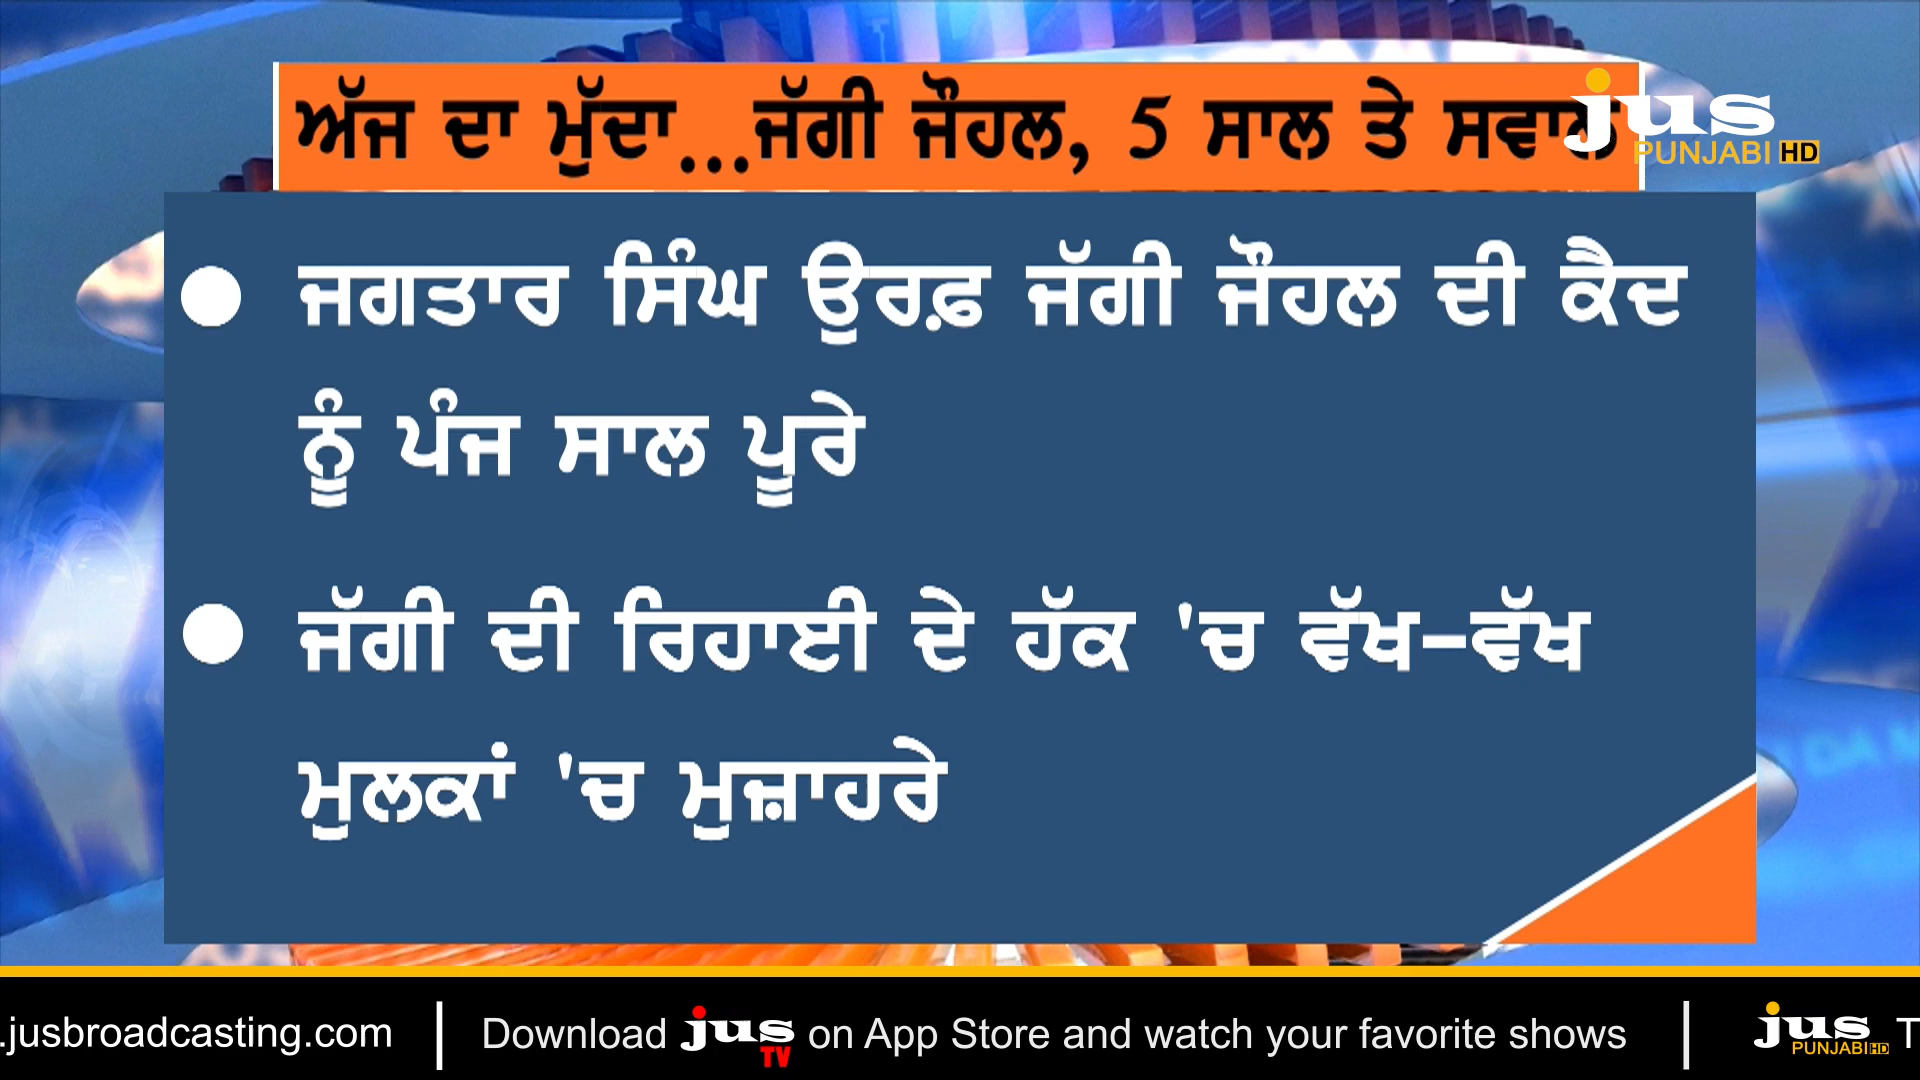 ਅੱਜ ਦਾ ਮੁੱਦਾ...ਜੱਗੀ ਜੌਹਲ, 5 ਸਾਲ ਤੇ ਸਵਾਲ
jus
PUNJABI HD
ਜਗਤਾਰ ਸਿੰਘ ਉਰਫ਼ ਜੱਗੀ ਜੌਹਲ ਦੀ ਕੈਦ
ਨੂੰ ਪੰਜ ਸਾਲ ਪੂਰੇ
ਜੱਗੀ ਦੀ ਰਿਹਾਈ ਦੇ ਹੱਕ 'ਚ ਵੱਖ-ਵੱਖ
ਮੁਲਕਾਂ 'ਚ ਮੁਜ਼ਾਹਰੇ
.jusbroadcasting.com | Download jus TV on App Store and watch your favorite shows | jus PUNJABI HD T